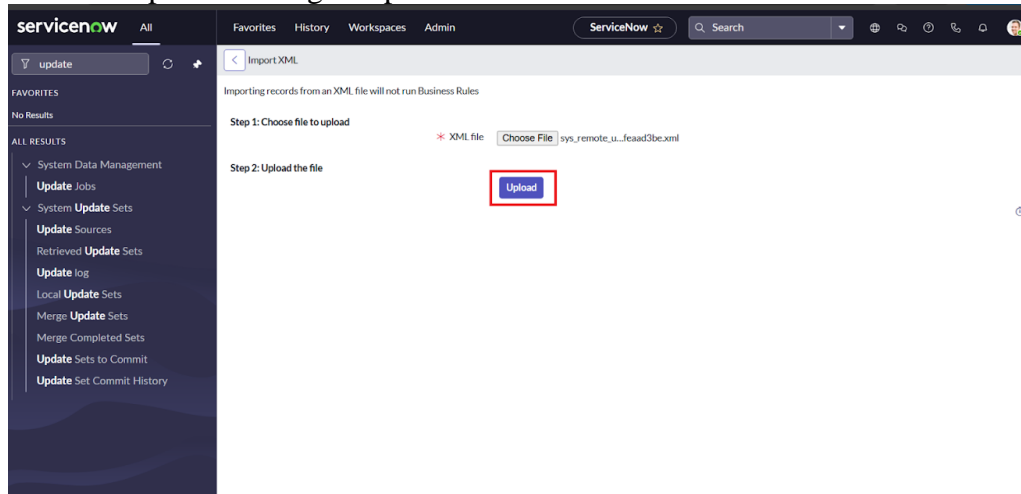 servicenow All Favorites History Workspaces Admin ServiceNow Search
update
Import XML
FAVORITES
No Results
ALL RESULTS
System Data Management
Update Jobs
System Update Sets
Update Sources
Retrieved Update Sets
Update log
Local Update Sets
Merge Update Sets
Merge Completed Sets
Update Sets to Commit
Update Set Commit History
Importing records from an XML file will not run Business Rules
Step 1: Choose file to upload
XML file Choose File sys_remote_u...feaad3be.xml
Step 2: Upload the file
Upload